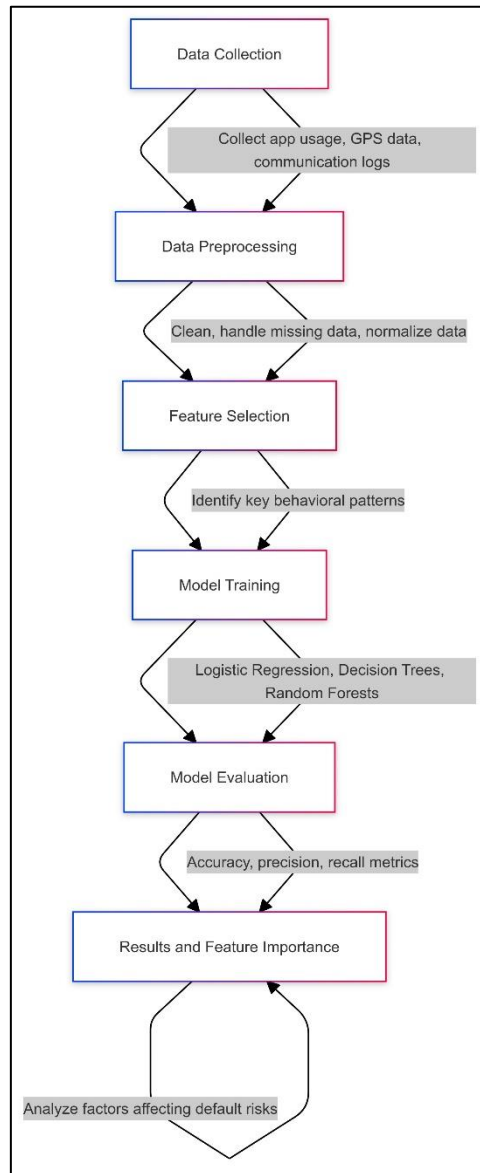 Data Collection
Collect app usage, GPS data,
communication logs
Data Preprocessing
Clean, handle missing data, normalize data
Feature Selection
Identify key behavioral patterns
Model Training
Logistic Regression, Decision Trees,
Random Forests
Model Evaluation
Accuracy, precision, recall metrics
Results and Feature Importance
Analyze factors affecting default risks